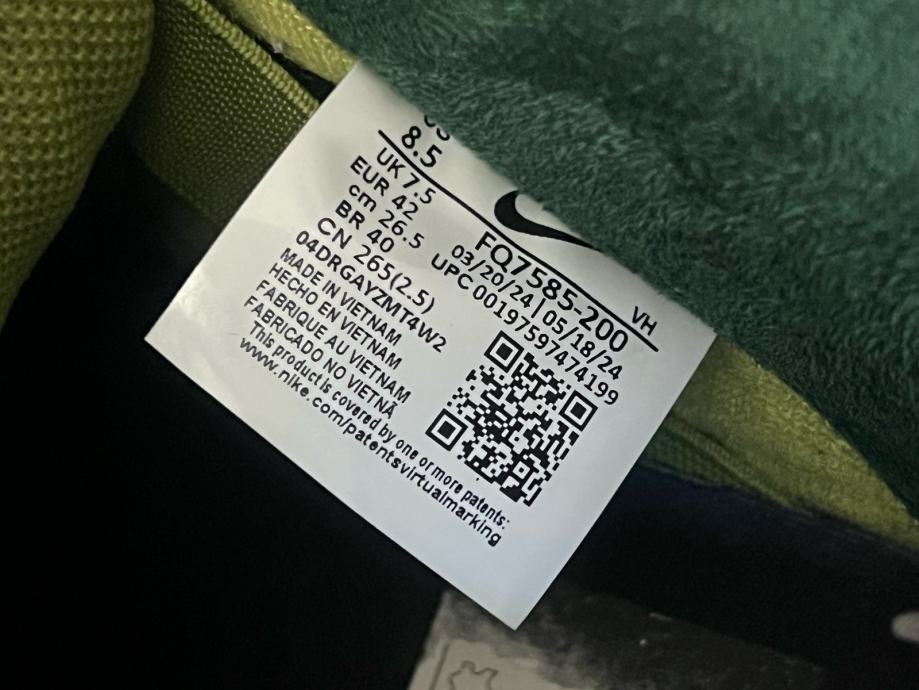 US
8.5
UK 7.5
EUR 42
cm 26.5
BR 40
CN 265(2.5)
04DRGAYZMT4W2
MADE IN VIETNAM
HECHO EN VIETNAM
FABRIQUE AU VIETNAM
FABRICADO NO VIETNÃ
This product is covered by one or more patents:
www.nike.com/patentsvirtualmarking
VH
FQ7585-200
03/20/24 | 05/18/24
UPC 00197597474199